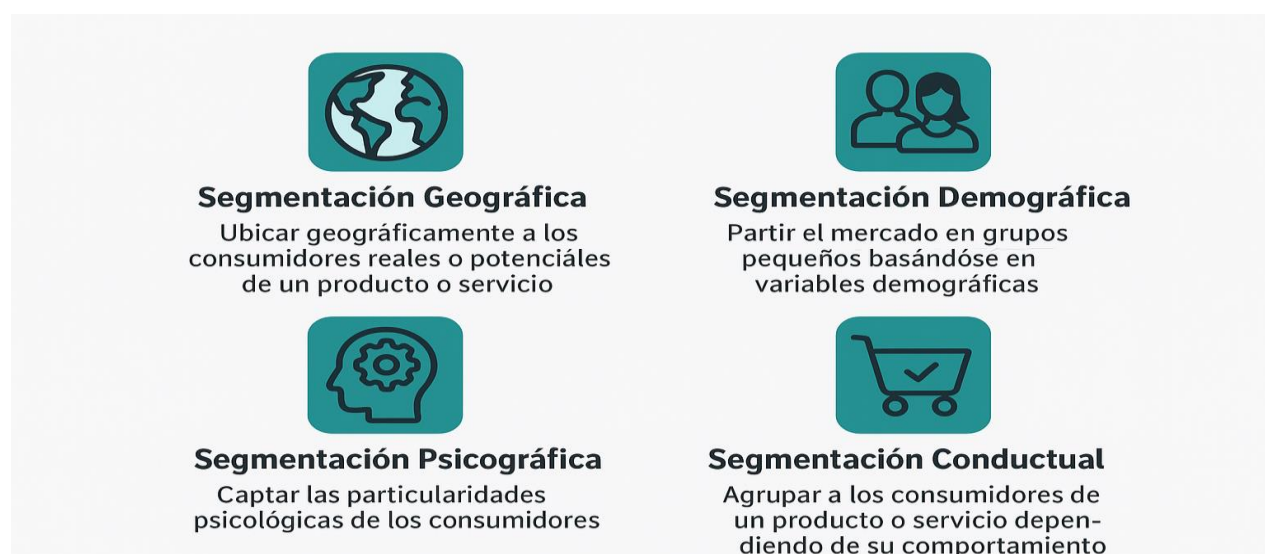 Segmentación Geográfica
Ubicar geográficamente a los
consumidores reales o potenciáles
de un producto o servicio
Segmentación Demográfica
Partir el mercado en grupos
pequeños basándóse en
variables demográficas
Segmentación Psicográfica
Captar las particularidades
psicológicas de los consumidores
Segmentación Conductual
Agrupar a los consumidores de
un producto o servicio depen-
diendo de su comportamiento